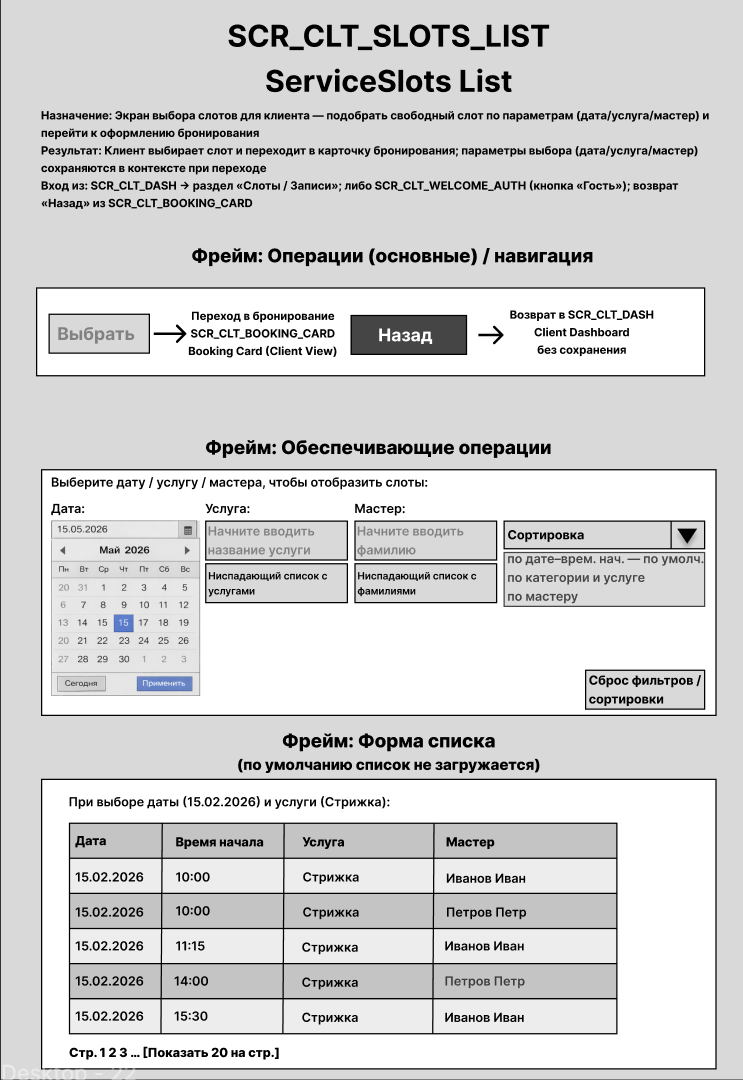 SCR_CLT_SLOTS_LIST
ServiceSlots List
Назначение: Экран выбора слотов для клиента — подобрать свободный слот по параметрам (дата/услуга/мастер) и
перейти к оформлению бронирования
Результат: Клиент выбирает слот и переходит в карточку бронирования; параметры выбора (дата/услуга/мастер)
сохраняются в контексте при переходе
Вход из: SCR_CLT_DASH → раздел «Слоты / Записи»; либо SCR_CLT_WELCOME_AUTH (кнопка «Гость»); возврат
«Назад» из SCR_CLT_BOOKING_CARD
Фрейм: Операции (основные) / навигация
Выбрать
Переход в бронирование
SCR_CLT_BOOKING_CARD
Booking Card (Client View)
Назад
Возврат в SCR_CLT_DASH
Client Dashboard
без сохранения
Фрейм: Обеспечивающие операции
Выберите дату / услугу / мастера, чтобы отобразить слоты:
Дата:
15.05.2026
Май 2026
Пн Вт Ср Чт Пт Сб Вс
20 31 1 2 3 4 5
6 7 8 9 10 11 12
13 14 15 15 17 18 19
20 21 22 23 24 25 26
27 28 29 30 1 2 3
Сегодня Применить
Услуга:
Начните вводить
название услуги
Ниспадающий список с
услугами
Мастер:
Начните вводить
фамилию
Ниспадающий список с
фамилиями
Сортировка
по дате–врем. нач. — по умолч.
по категории и услуге
по мастеру
Сброс фильтров /
сортировки
Фрейм: Форма списка
(по умолчанию список не загружается)
При выборе даты (15.02.2026) и услуги (Стрижка):
Дата Время начала Услуга Мастер
15.02.2026 10:00 Стрижка Иванов Иван
15.02.2026 10:00 Стрижка Петров Петр
15.02.2026 11:15 Стрижка Иванов Иван
15.02.2026 14:00 Стрижка Петров Петр
15.02.2026 15:30 Стрижка Иванов Иван
Стр. 1 2 3 ... [Показать 20 на стр.]
Desktop - 22